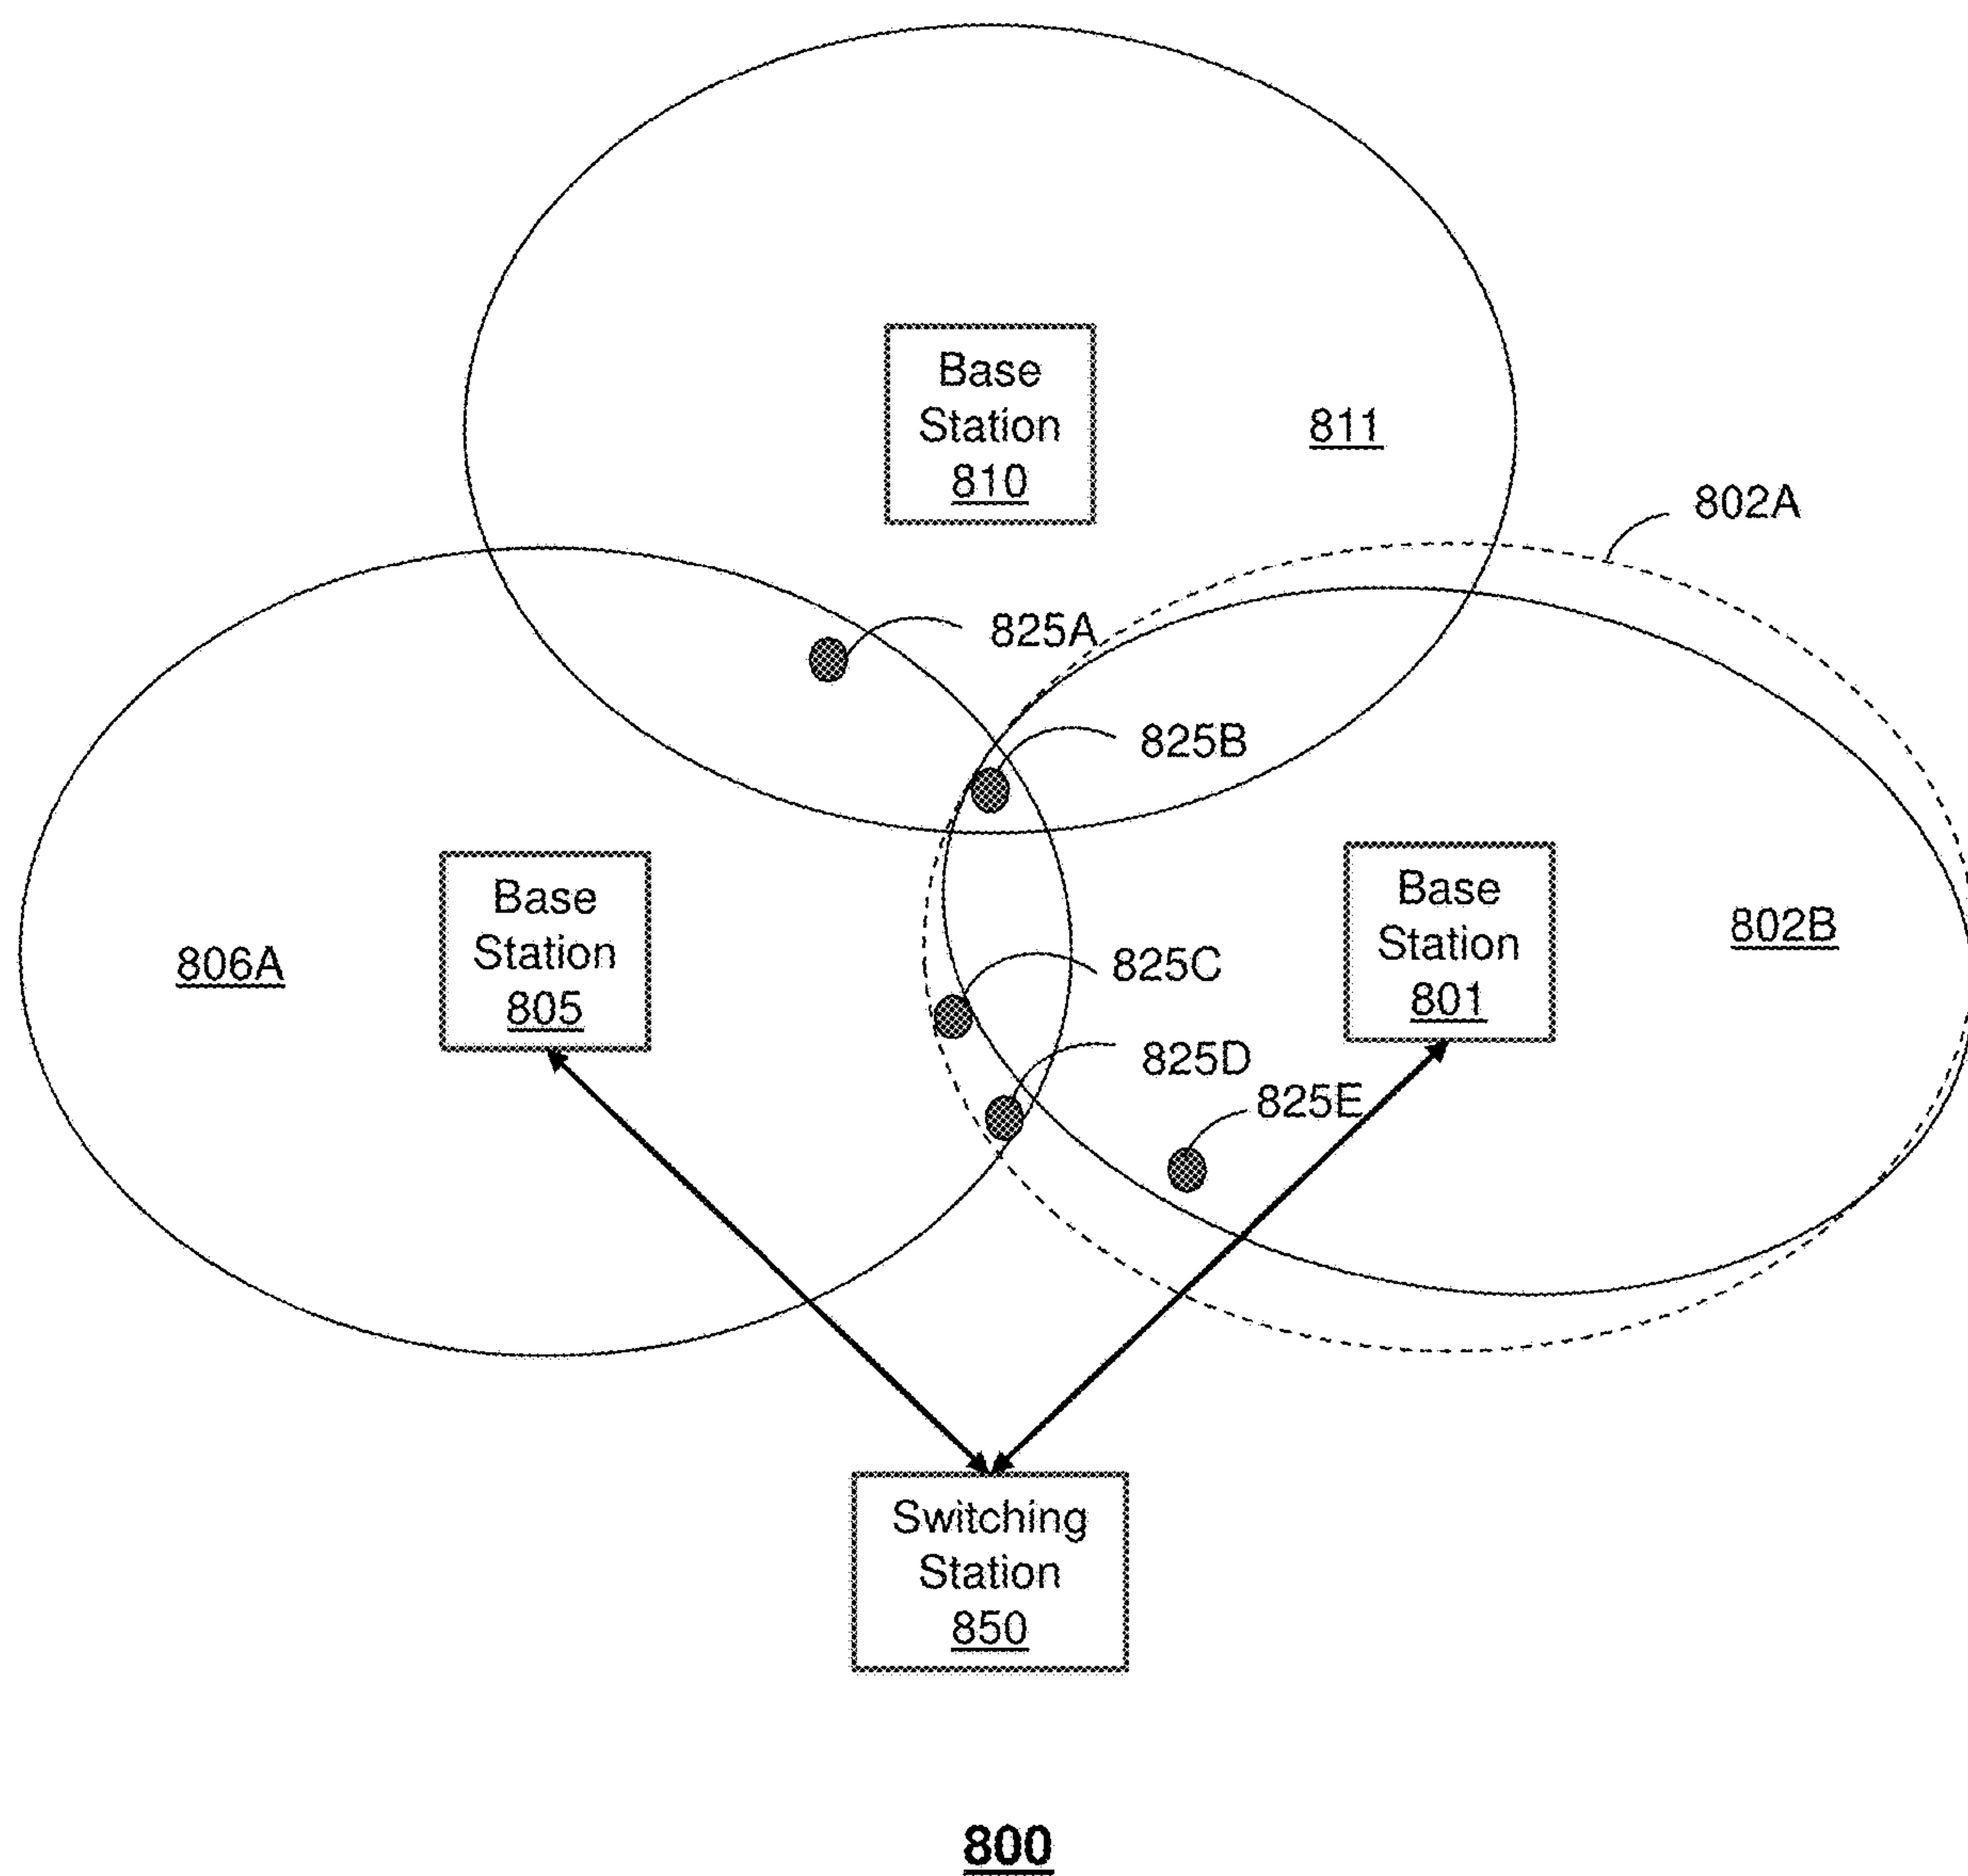 Base
Station
810
811
802A
825A
825B
Base
Station
805
806A
Base
Station
801
802B
825C
825D
825E
Switching
Station
850
800